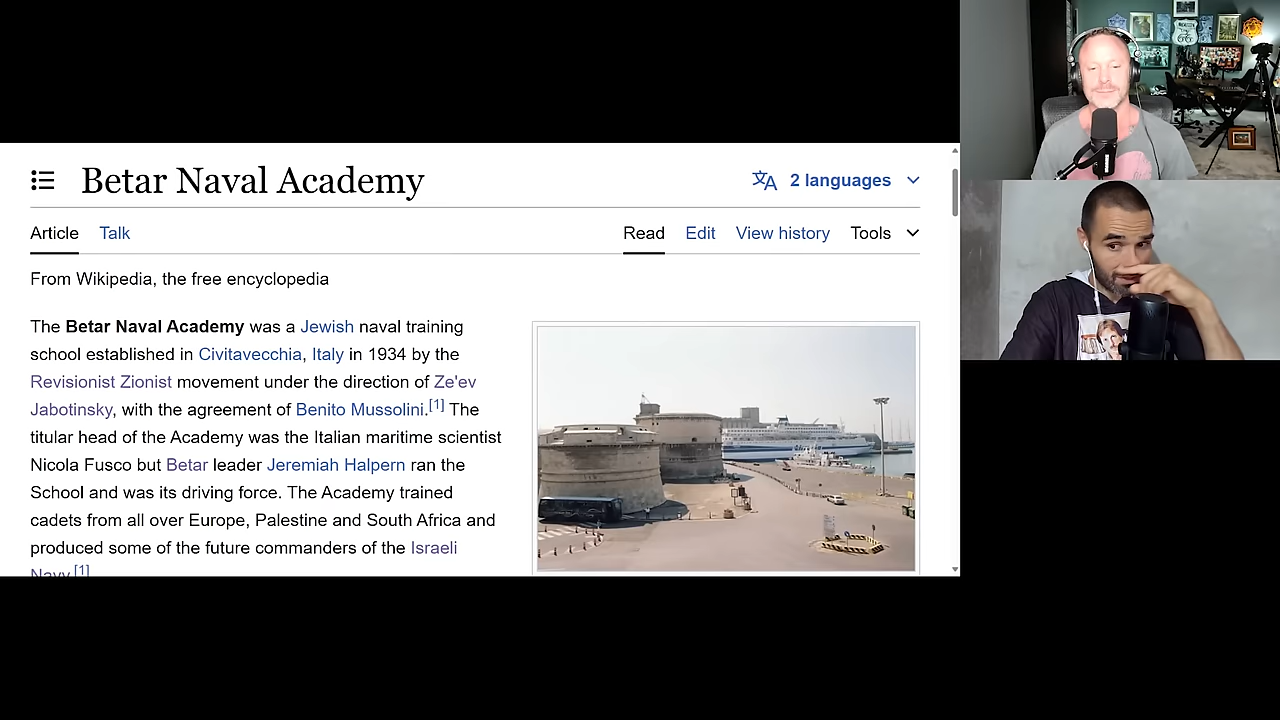 Betar Naval Academy
2 languages
Article Talk
Read Edit View history Tools
From Wikipedia, the free encyclopedia
The Betar Naval Academy was a Jewish naval training
school established in Civitavecchia, Italy in 1934 by the
Revisionist Zionist movement under the direction of Ze'ev
Jabotinsky, with the agreement of Benito Mussolini.[1] The
titular head of the Academy was the Italian maritime scientist
Nicola Fusco but Betar leader Jeremiah Halpern ran the
School and was its driving force. The Academy trained
cadets from all over Europe, Palestine and South Africa and
produced some of the future commanders of the Israeli
Navy.[1]